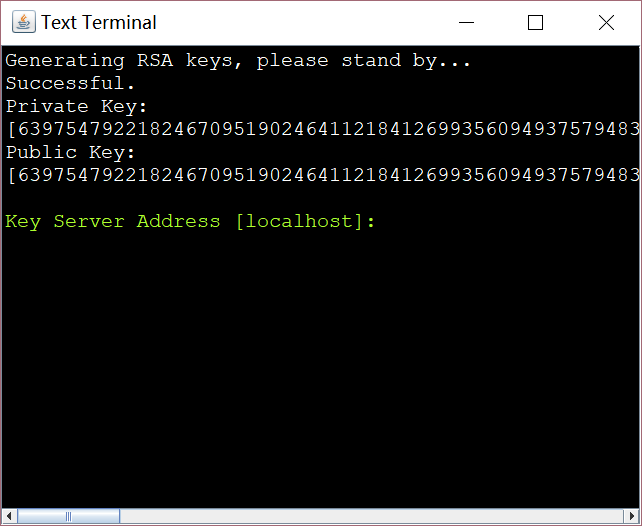 Text Terminal
Generating RSA keys, please stand by...
Successful.
Private Key:
[6397547922182467095190246411218412699356094937579483
Public Key:
[6397547922182467095190246411218412699356094937579483
Key Server Address [localhost]: